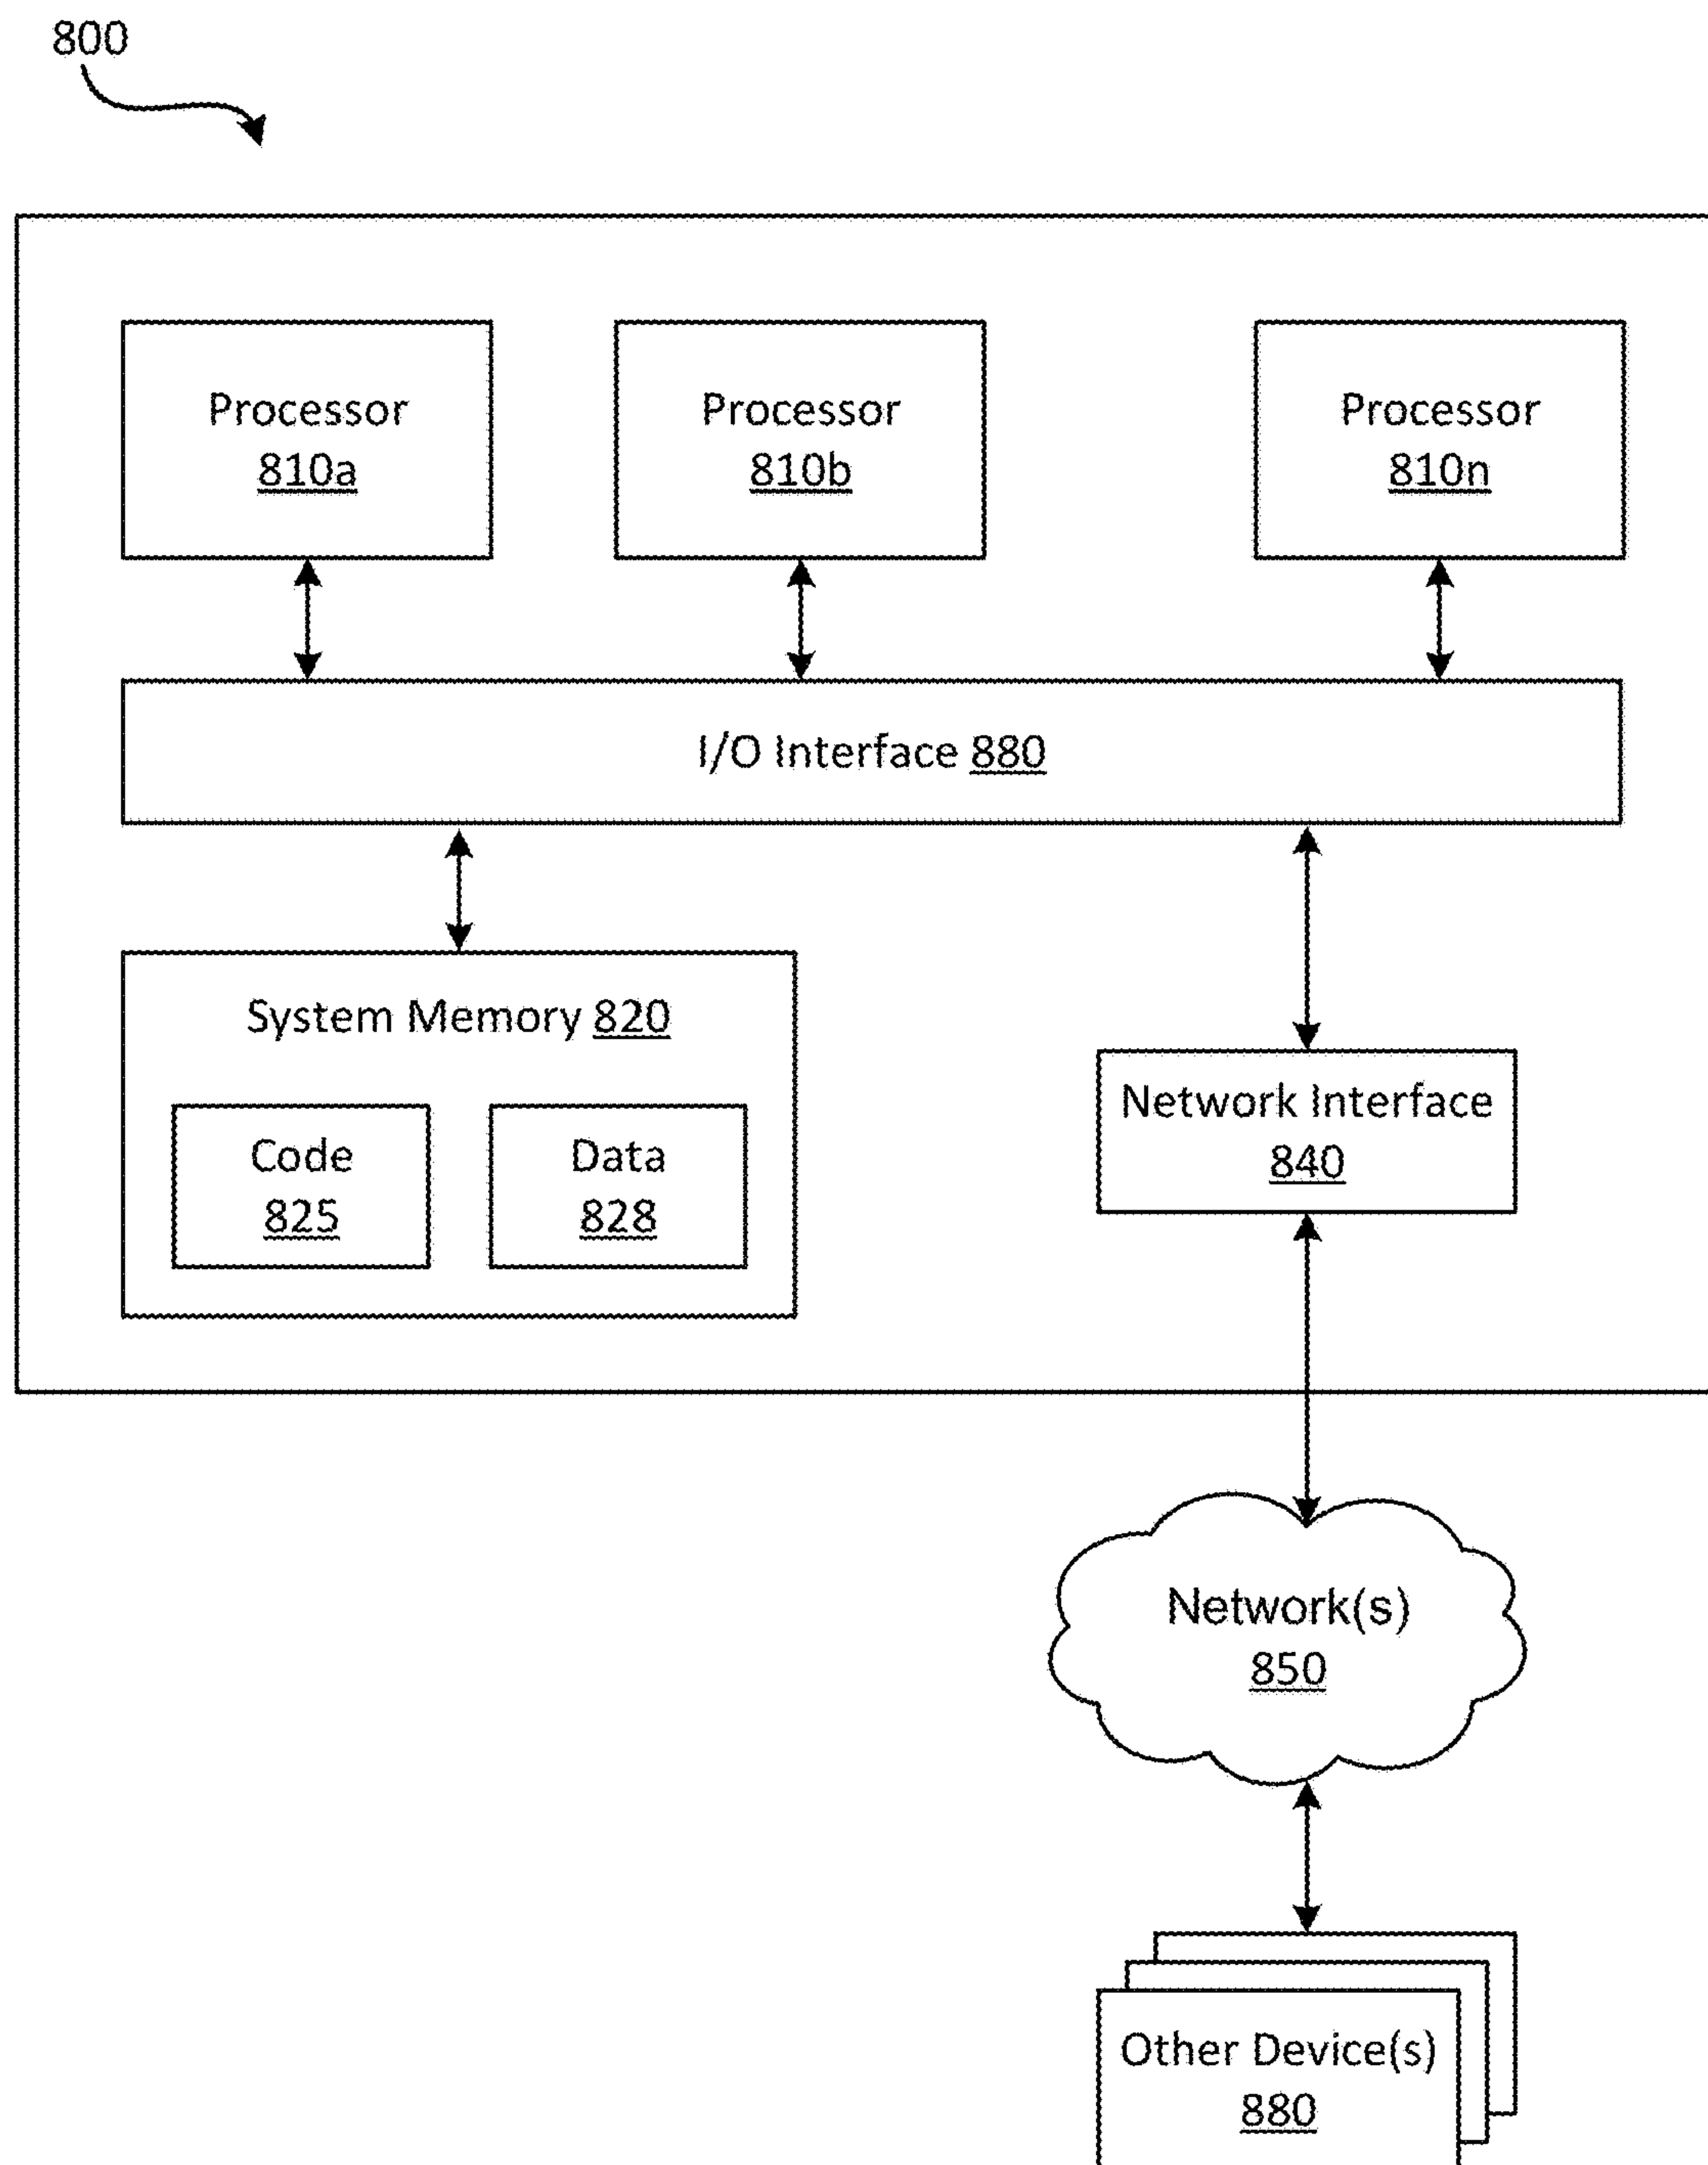 800
Processor
810a
Processor
810b
Processor
810n
I/O Interface 880
System Memory 820
Code
825
Data
828
Network Interface
840
Network(s)
850
Other Device(s)
880